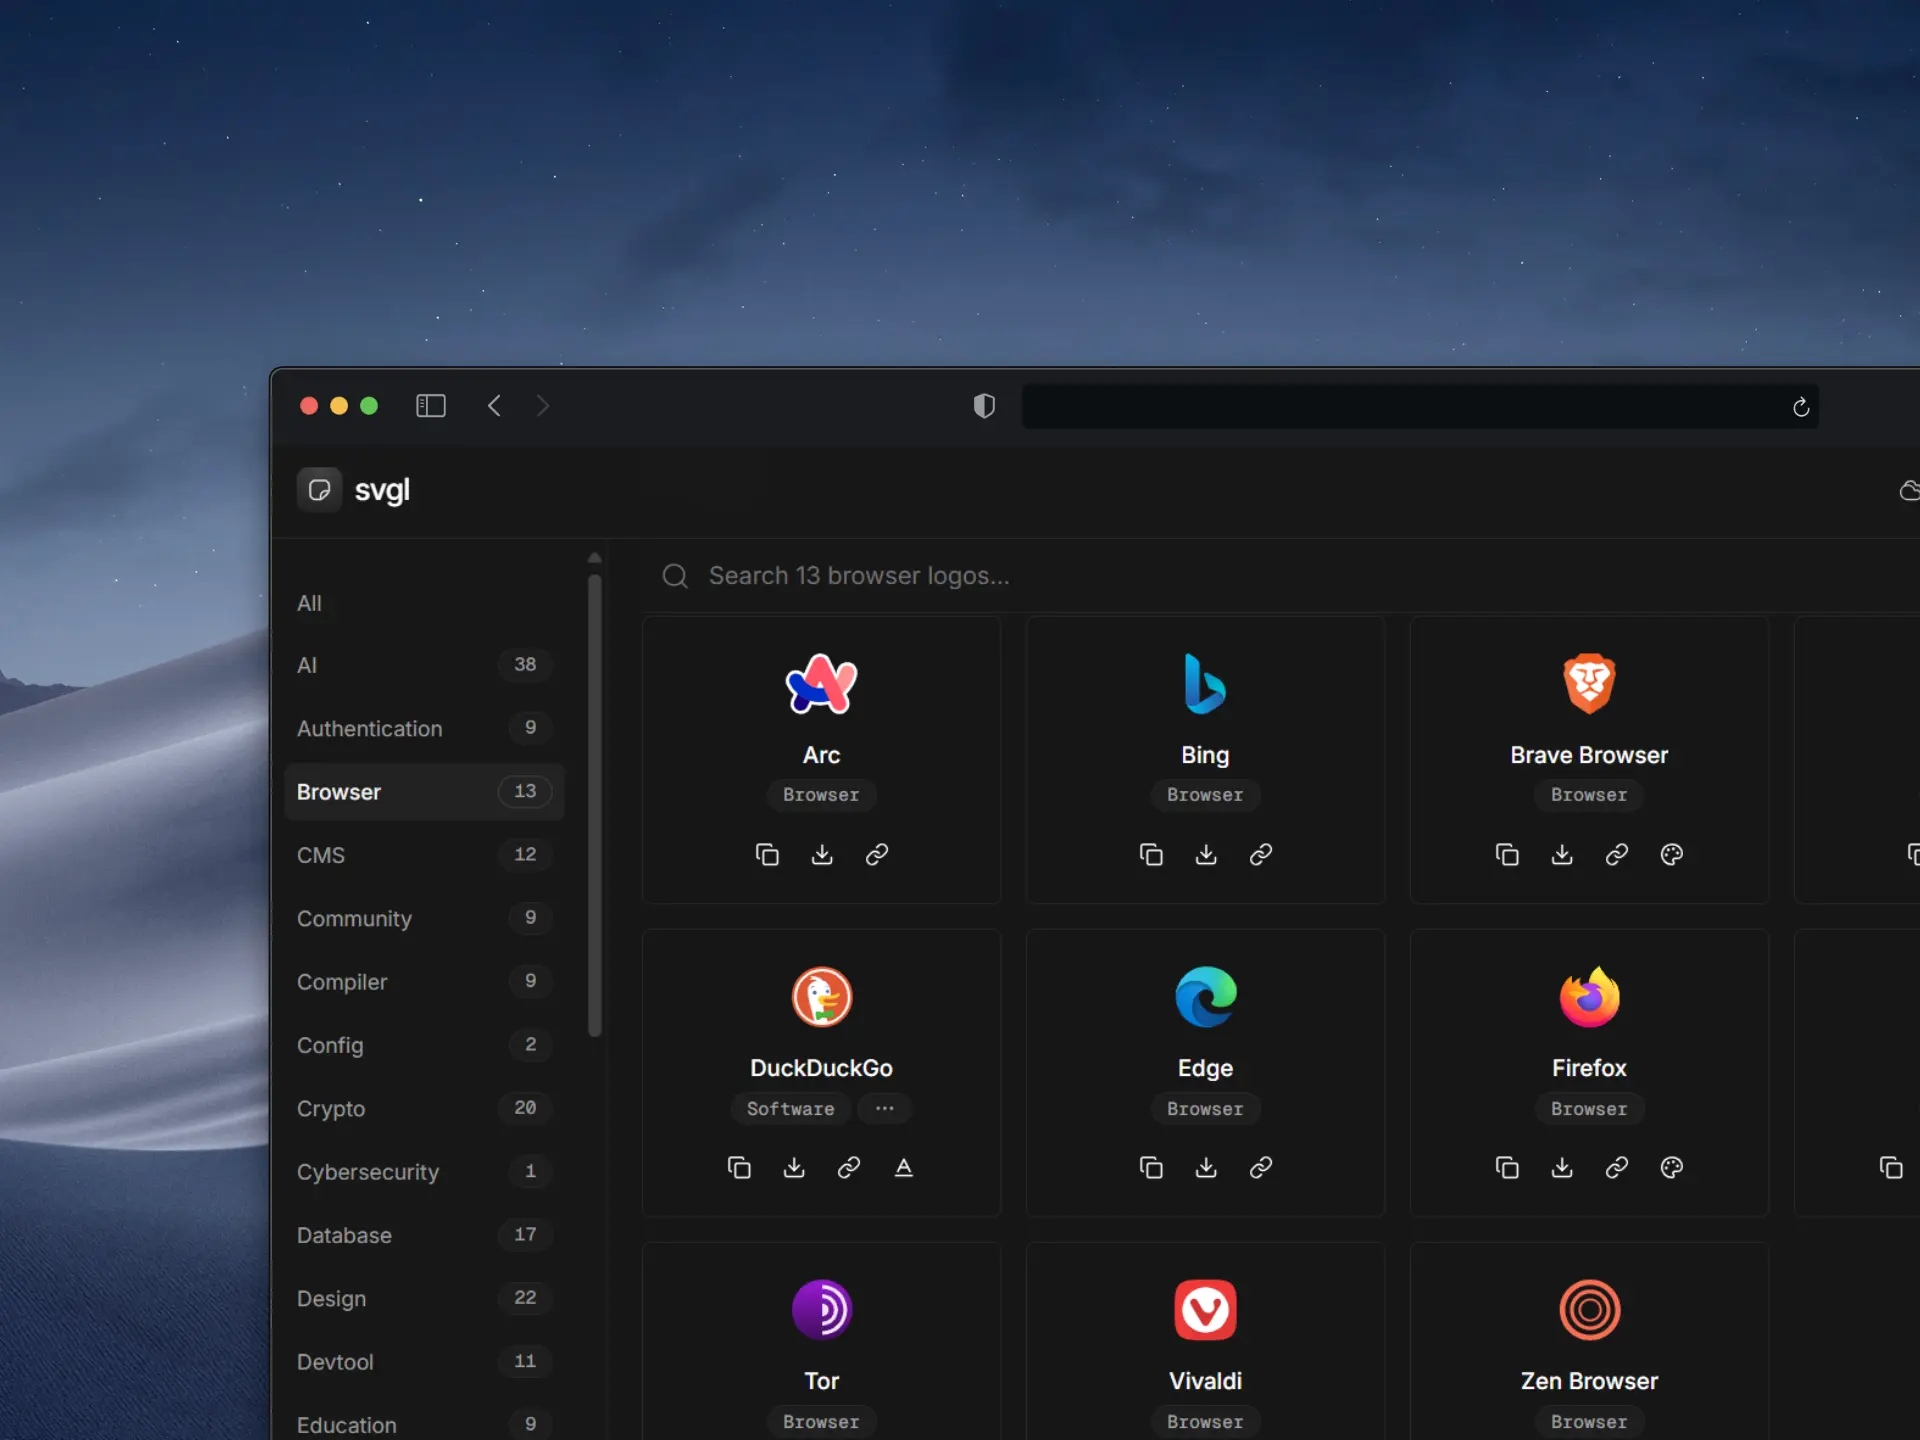 svgl
Search 13 browser logos...
All
AI 38
Authentication 9
Browser 13
CMS 12
Community 9
Compiler 9
Config 2
Crypto 20
Cybersecurity 1
Database 17
Design 22
Devtool 11
Education 9
Arc
Browser
Bing
Browser
Brave Browser
Browser
DuckDuckGo
Software ...
Edge
Browser
Firefox
Browser
Tor
Browser
Vivaldi
Browser
Zen Browser
Browser